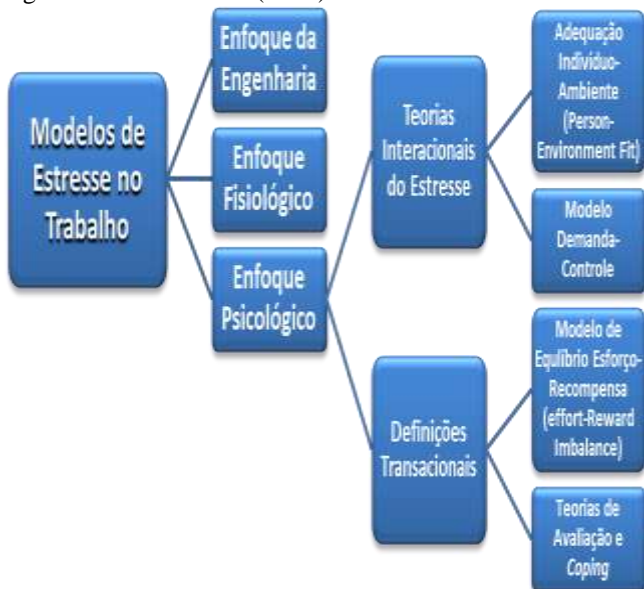 Modelos de
Estresse no
Trabalho
Enfoque da
Engenharia
Enfoque
Fisiológico
Enfoque
Psicológico
Teorias
Interacionais
do Estresse
Definições
Transacionais
Adequação
Indivíduo-
Ambiente
(Person-
Environment Fit)
Modelo
Demanda-
Controle
Modelo de
Equlíbrio Esforço-
Recompensa
(effort-Reward
Imbalance)
Teorias de
Avaliação e
Coping